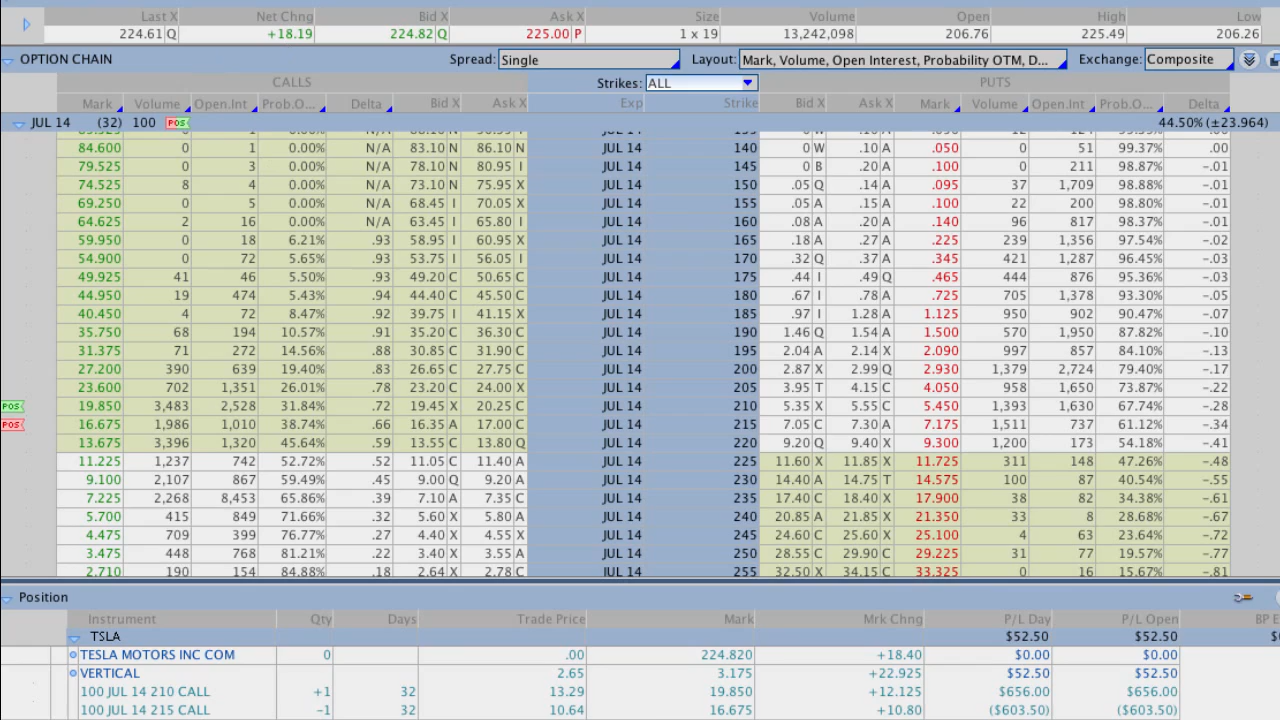 Last X Net Chng Bid X Ask X Size Volume Open High Low
224.61 Q +18.19 224.82 Q 225.00 P 1 x 19 13,242,098 206.76 225.49 206.26
OPTION CHAIN Spread: Single Layout: Mark, Volume, Open Interest, Probability OTM, D... Exchange: Composite
CALLS Strikes: ALL PUTS
Mark Volume Open.Int Prob.O... Delta Bid X Ask X Exp Strike Bid X Ask X Mark Volume Open.Int Prob.O... Delta
JUL 14 (32) 100 POS 44.50% (±23.964)
84.600 0 1 0.00% N/A 83.10 N 86.10 N JUL 14 140 0 W .10 A .050 0 51 99.37% .00
79.525 0 3 0.00% N/A 78.10 N 80.95 I JUL 14 145 0 B .20 A .100 0 211 98.87% -.01
74.525 8 4 0.00% N/A 73.10 N 75.95 X JUL 14 150 .05 Q .14 A .095 37 1,709 98.88% -.01
69.250 0 5 0.00% N/A 68.45 I 70.05 X JUL 14 155 .05 A .15 A .100 22 200 98.80% -.01
64.625 2 16 0.00% N/A 63.45 I 65.80 I JUL 14 160 .08 A .20 A .140 96 817 98.37% -.01
59.950 0 18 6.21% .93 58.95 I 60.95 X JUL 14 165 .18 A .27 A .225 239 1,356 97.54% -.02
54.900 0 72 5.65% .93 53.75 I 56.05 I JUL 14 170 .32 Q .37 A .345 421 1,287 96.45% -.03
49.925 41 46 5.50% .93 49.20 C 50.65 C JUL 14 175 .44 I .49 Q .465 444 876 95.36% -.03
44.950 19 474 5.43% .94 44.40 C 45.50 C JUL 14 180 .67 I .78 A .725 705 1,378 93.30% -.05
40.450 4 72 8.47% .92 39.75 I 41.15 X JUL 14 185 .97 I 1.28 A 1.125 950 902 90.47% -.07
35.750 68 194 10.57% .91 35.20 C 36.30 C JUL 14 190 1.46 Q 1.54 A 1.500 570 1,950 87.82% -.10
31.375 71 272 14.56% .88 30.85 C 31.90 C JUL 14 195 2.04 A 2.14 X 2.090 997 857 84.10% -.13
27.200 390 639 19.40% .83 26.65 C 27.75 C JUL 14 200 2.87 X 2.99 Q 2.930 1,379 2,724 79.40% -.17
23.600 702 1,351 26.01% .78 23.20 C 24.00 X JUL 14 205 3.95 T 4.15 C 4.050 958 1,650 73.87% -.22
POS 19.850 3,483 2,528 31.84% .72 19.45 X 20.25 C JUL 14 210 5.35 X 5.55 C 5.450 1,393 1,630 67.74% -.28
POS 16.675 1,986 1,010 38.74% .66 16.35 A 17.00 C JUL 14 215 7.05 C 7.30 A 7.175 1,511 737 61.12% -.34
13.675 3,396 1,320 45.64% .59 13.55 C 13.80 Q JUL 14 220 9.20 Q 9.40 X 9.300 1,200 173 54.18% -.41
11.225 1,237 742 52.72% .52 11.05 C 11.40 A JUL 14 225 11.60 X 11.85 X 11.725 311 148 47.26% -.48
9.100 2,107 867 59.49% .45 9.00 Q 9.20 A JUL 14 230 14.40 A 14.75 T 14.575 100 87 40.54% -.55
7.225 2,268 8,453 65.86% .39 7.10 A 7.35 C JUL 14 235 17.40 C 18.40 X 17.900 38 82 34.38% -.61
5.700 415 849 71.66% .32 5.60 X 5.80 A JUL 14 240 20.85 A 21.85 X 21.350 33 8 28.68% -.67
4.475 709 399 76.77% .27 4.40 X 4.55 X JUL 14 245 24.60 C 25.60 X 25.100 4 63 23.64% -.72
3.475 448 768 81.21% .22 3.40 X 3.55 A JUL 14 250 28.55 C 29.90 C 29.225 31 77 19.57% -.77
2.710 190 154 84.88% .18 2.64 X 2.78 C JUL 14 255 32.50 X 34.15 C 33.325 0 16 15.67% -.81
Position
Instrument Qty Days Trade Price Mark Mrk Chng P/L Day P/L Open BP E
TSLA $52.50 $52.50
TESLA MOTORS INC COM 0 .00 224.820 +18.40 $0.00 $0.00
VERTICAL 2.65 3.175 +22.925 $52.50 $52.50
100 JUL 14 210 CALL +1 32 13.29 19.850 +12.125 $656.00 $656.00
100 JUL 14 215 CALL -1 32 10.64 16.675 +10.80 ($603.50) ($603.50)